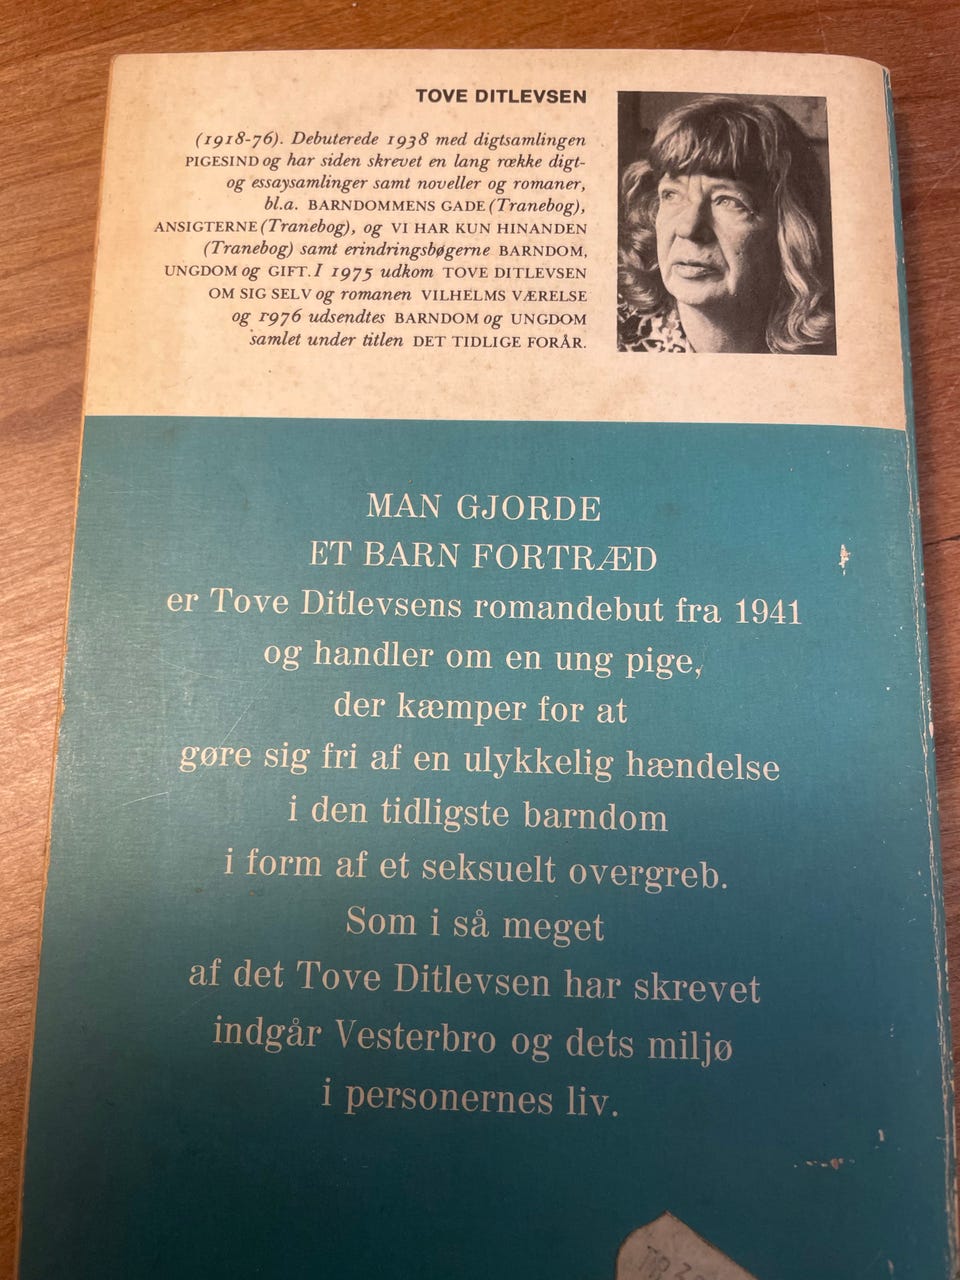 TOVE DITLEVSEN
(1918-76). Debuterede 1938 med digtsamlingen
PIGESIND og har siden skrevet en lang række digt-
og essaysamlinger samt noveller og romaner,
bl.a. BARNDOMMENS GADE (Tranebog),
ANSIGTERNE (Tranebog), og VI HAR KUN HINANDEN
(Tranebog) samt erindringsbøgerne BARNDOM,
UNGDOM og GIFT. I 1975 udkom TOVE DITLEVSEN
OM SIG SELV og romanen VILHELMS VÆRELSE
og 1976 udsendtes BARNDOM og UNGDOM
samlet under titlen DET TIDLIGE FORÅR.
MAN GJORDE
ET BARN FORTRÆD
er Tove Ditlevsens romandebut fra 1941
og handler om en ung pige,
der kæmper for at
gøre sig fri af en ulykkelig hændelse
i den tidligste barndom
i form af et seksuelt overgreb.
Som i så meget
af det Tove Ditlevsen har skrevet
indgår Vesterbro og dets miljø
i personernes liv.